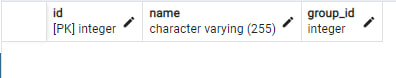 id name group_id
[PK] integer character varying (255) integer